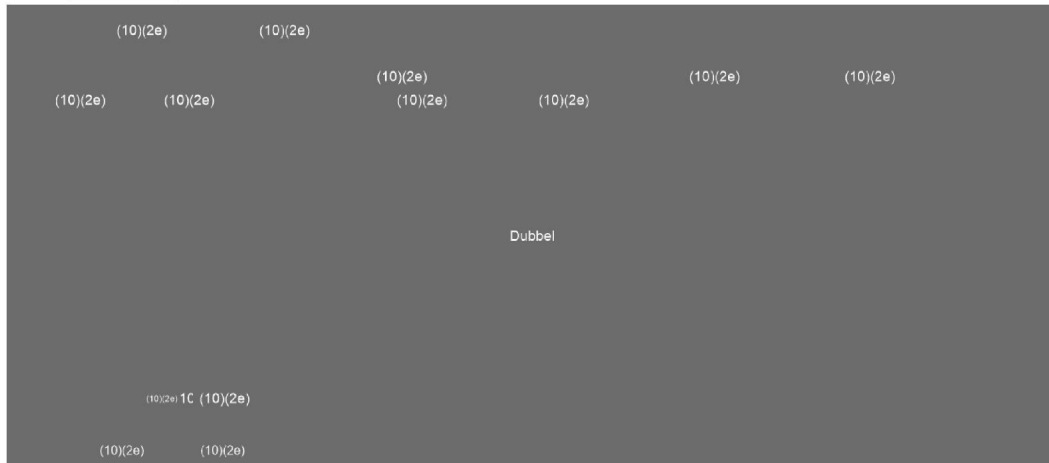 (10)(2e) (10)(2e)
(10)(2e) (10)(2e) (10)(2e)
(10)(2e) (10)(2e) (10)(2e) (10)(2e)
Dubbel
(10)(2e) 10 (10)(2e)
(10)(2e) (10)(2e)